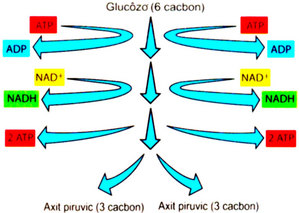 Glucôzơ (6 cacbon)
ATP ATP
ADP ADP
NAD⁺ NAD⁺
NADH NADH
2 ATP 2 ATP
Axit piruvic (3 cacbon) Axit piruvic (3 cacbon)